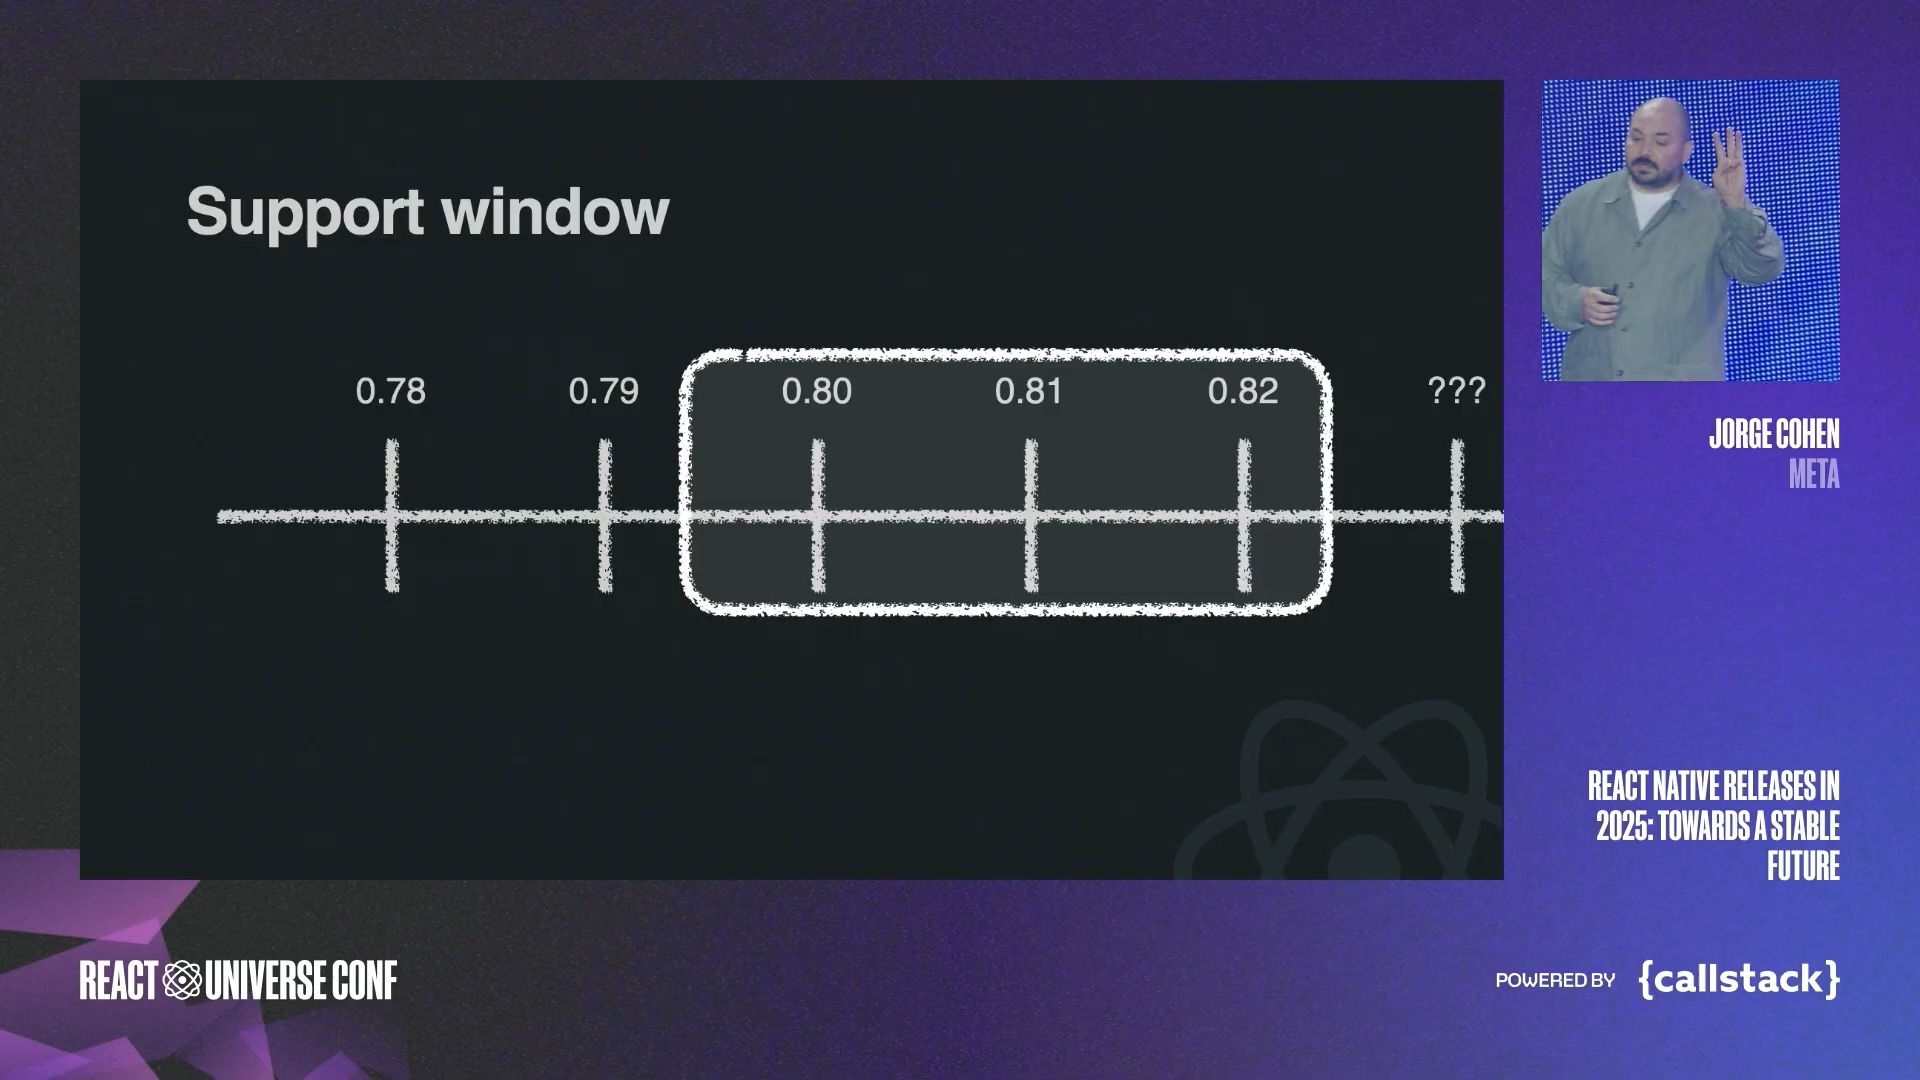 Support window
0.78 0.79 0.80 0.81 0.82 ???
JORGE COHEN
META
REACT NATIVE RELEASES IN
2025: TOWARDS A STABLE
FUTURE
REACT UNIVERSE CONF
POWERED BY {callstack}